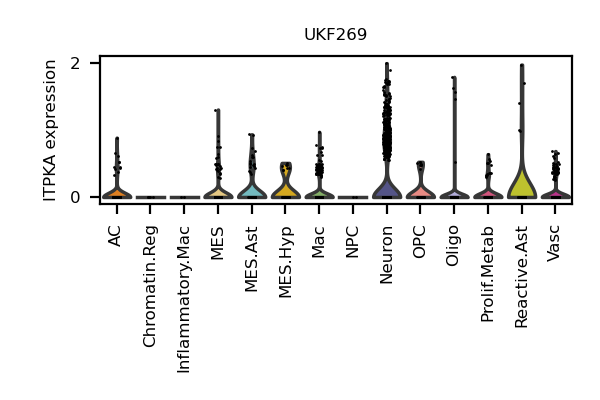 UKF269
ITPKA expression
2
0
AC
Chromatin.Reg
Inflammatory.Mac
MES
MES.Ast
MES.Hyp
Mac
NPC
Neuron
OPC
Oligo
Prolif.Metab
Reactive.Ast
Vasc